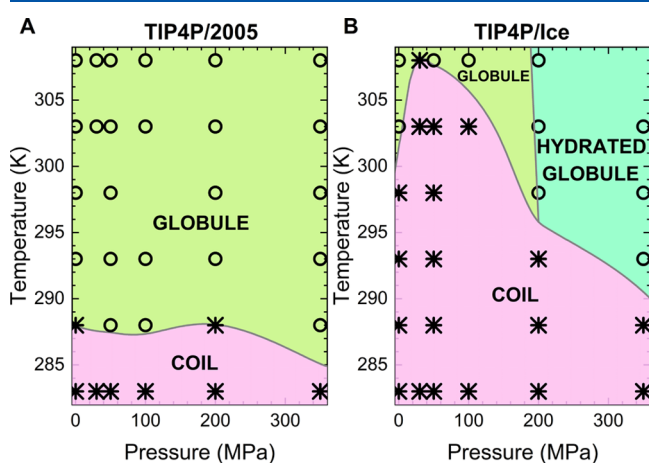 A
TIP4P/2005
B
TIP4P/Ice
Temperature (K)
305
300
295
290
285
GLOBULE
COIL
0
100
200
300
Pressure (MPa)
Temperature (K)
305
300
295
290
285
GLOBULE
HYDRATED
GLOBULE
COIL
0
100
200
300
Pressure (MPa)